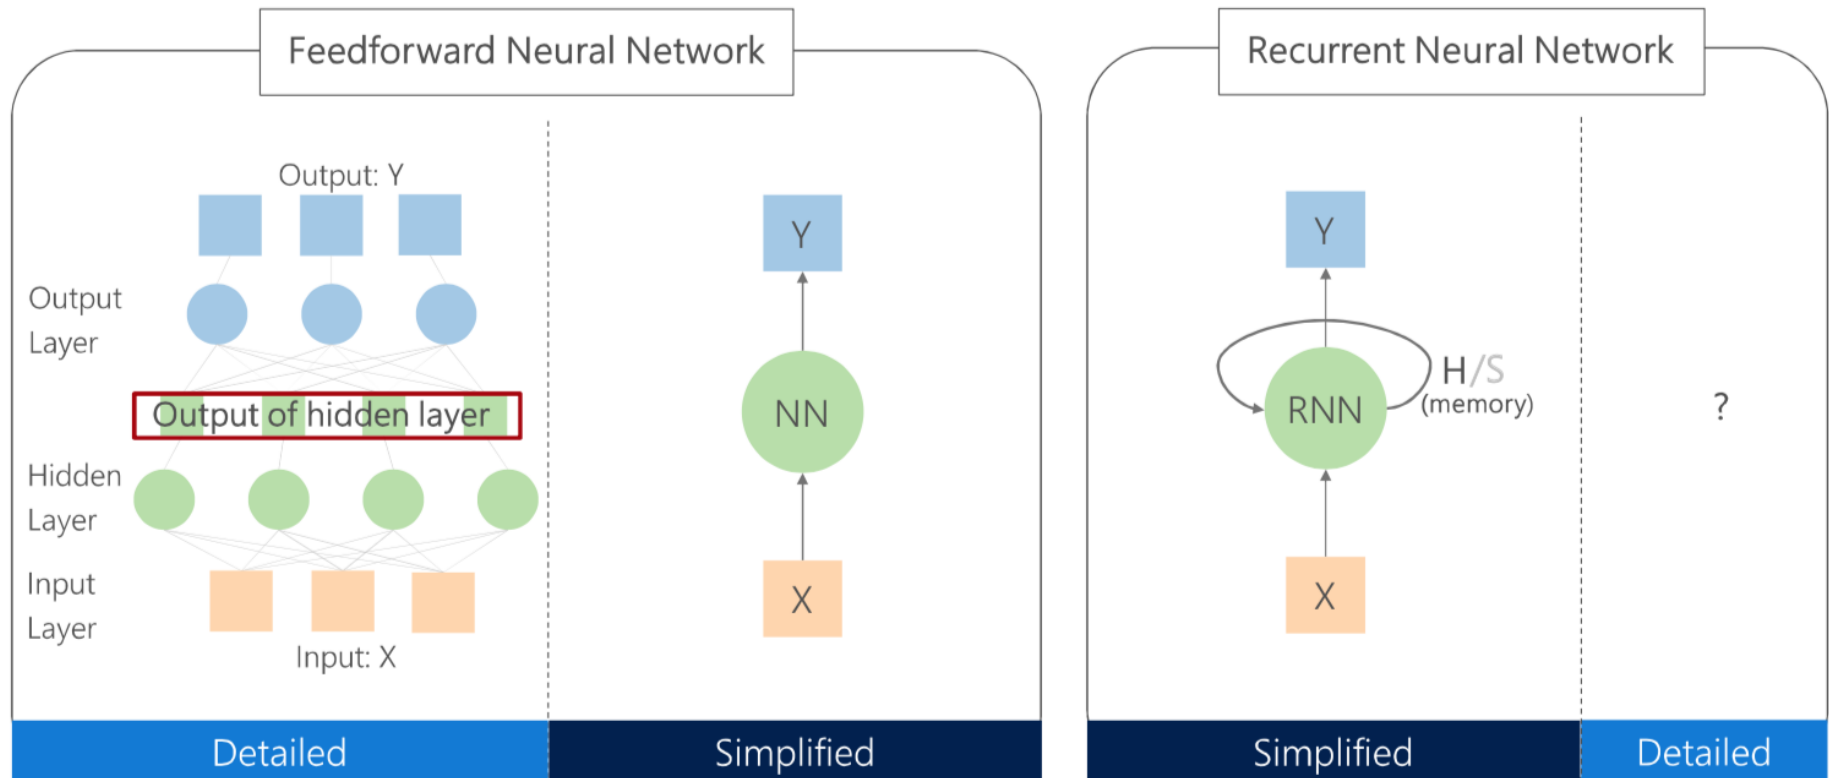 Feedforward Neural Network
Output: Y
Output
Layer
Output of hidden layer
Hidden
Layer
Input
Layer
Input: X
Detailed
Y
NN
X
Simplified
Recurrent Neural Network
Y
RNN
H/S
(memory)
X
Simplified
?
Detailed